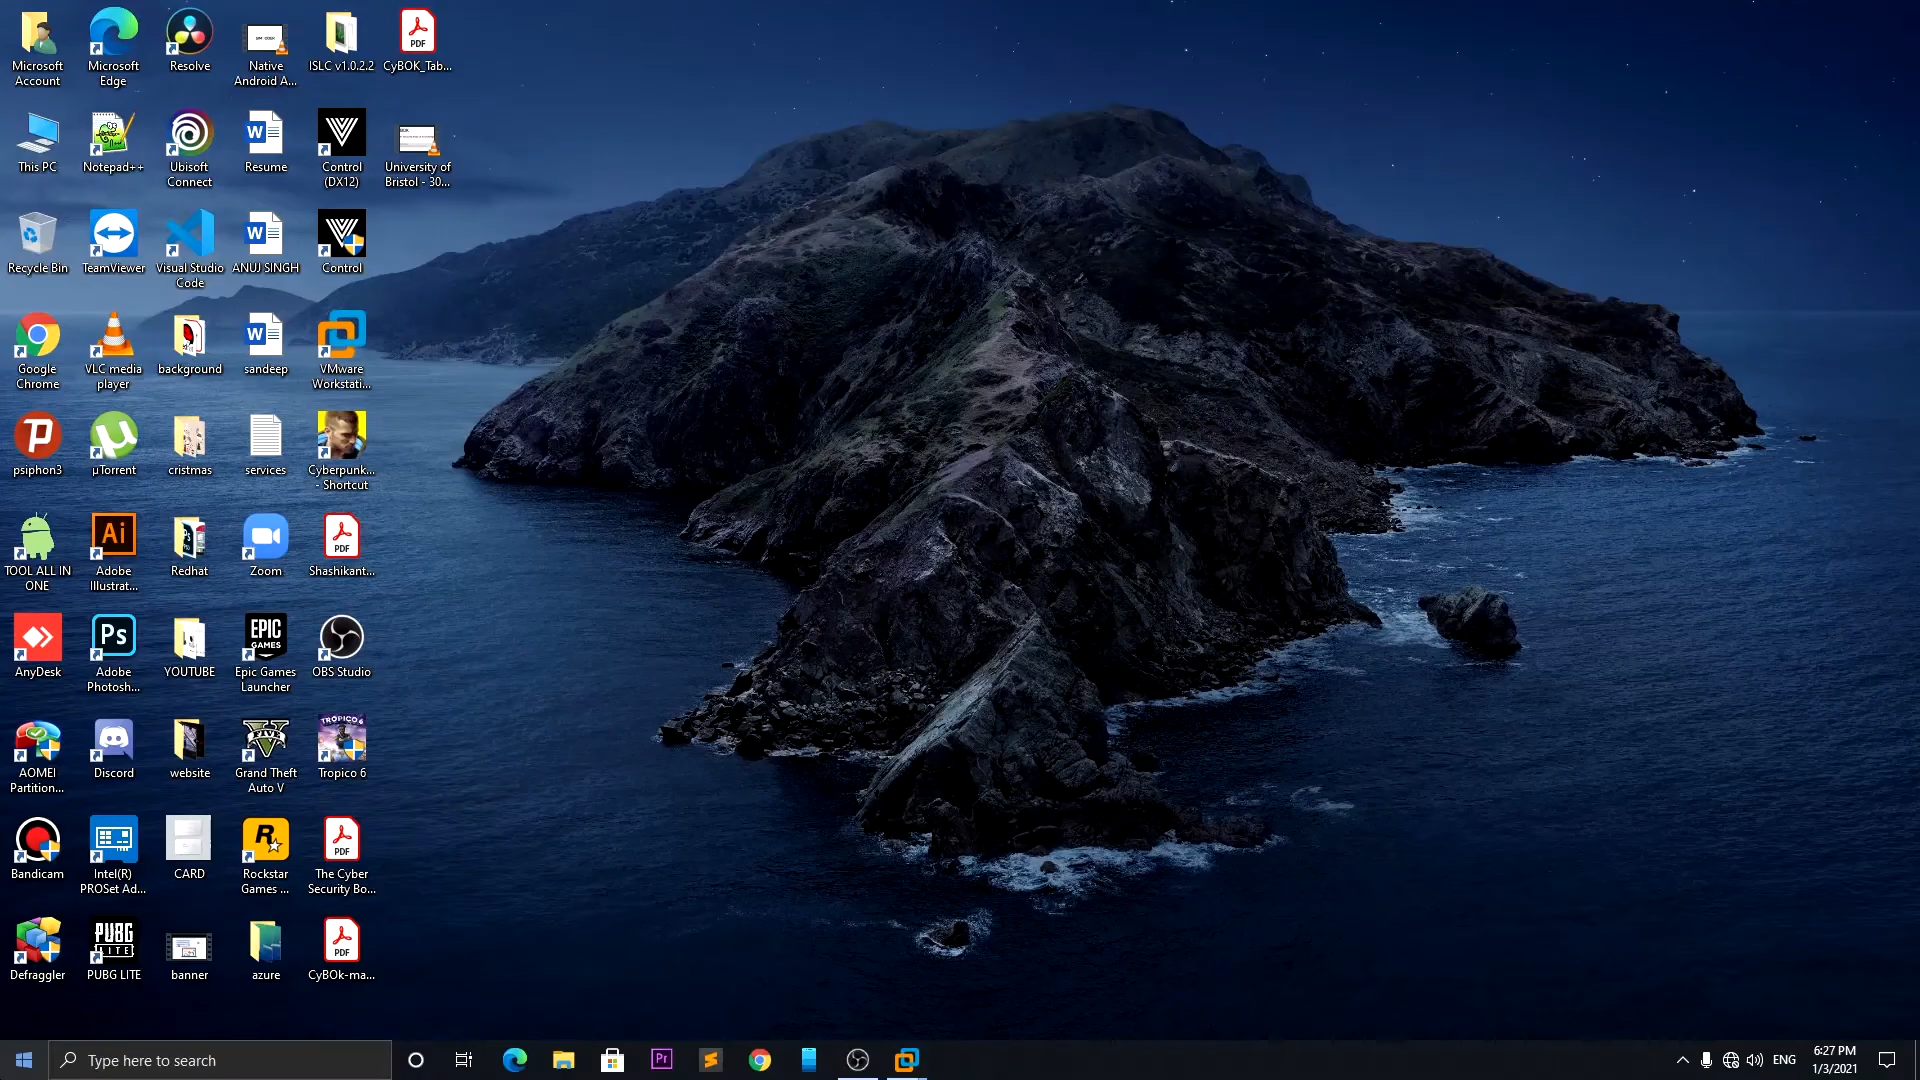 Microsoft
Account
Microsoft
Edge
Resolve
Native
Android A...
ISLC v1.0.2.2
PDF
CyBOK_Tab...
This PC
Notepad++
Ubisoft
Connect
W
Resume
Control
(DX12)
University of
Bristol - 30...
Recycle Bin
TeamViewer
Visual Studio
Code
W
ANUJ SINGH
Control
Google
Chrome
VLC media
player
background
W
sandeep
VMware
Workstati...
P
psiphon3
µ
µTorrent
cristmas
services
Cyberpunk...
- Shortcut
TOOL ALL IN
ONE
Ai
Adobe
Illustrat...
Redhat
Zoom
PDF
Shashikant...
AnyDesk
Ps
Adobe
Photosh...
YOUTUBE
EPIC
GAMES
Epic Games
Launcher
OBS Studio
AOMEI
Partition...
Discord
website
V
FIVE
Grand Theft
Auto V
TROPICO 6
Tropico 6
Bandicam
Intel(R)
PROSet Ad...
CARD
R
Rockstar
Games ...
PDF
The Cyber
Security Bo...
Defraggler
PUBG
LITE
PUBG LITE
banner
azure
PDF
CyBOk-ma...
Type here to search
Pr
ENG
6:27 PM
1/3/2021